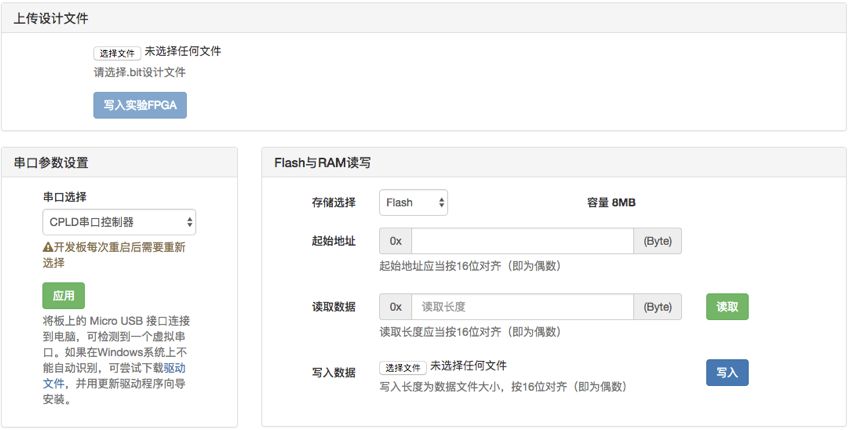 上传设计文件
选择文件 未选择任何文件
请选择.bit设计文件
写入实验FPGA
串口参数设置
串口选择
CPLD串口控制器
开发板每次重启后需要重新
选择
应用
将板上的 Micro USB 接口连接
到电脑，可检测到一个虚拟串
口。如果在Windows系统上不
能自动识别，可尝试下载驱动
文件，并用更新驱动程序向导
安装。
Flash与RAM读写
存储选择 Flash 容量 8MB
起始地址 0x (Byte)
起始地址应当按16位对齐（即为偶数）
读取数据 0x 读取长度 (Byte) 读取
读取长度应当按16位对齐（即为偶数）
写入数据 选择文件 未选择任何文件 写入
写入长度为数据文件大小，按16位对齐（即为偶数）